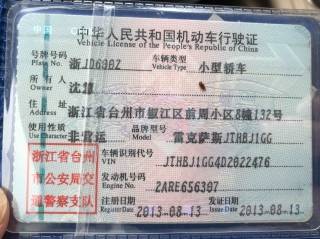 中华人民共和国机动车行驶证
Vehicle License of the People's Republic of China
号牌号码 浙JD690Z 车辆类型 小型轿车
Plate No. Vehicle Type
所有人 沈想
Owner
住址 浙江省台州市椒江区前周小区8幢132号
Address
使用性质 非营运 品牌型号 雷克萨斯JTHBJ1GG
Use Character Model
浙江省台州
市公安局交
通警察支队
车辆识别代号 JTHBJ1GG4D2022476
VIN
发动机号码 2ARE656307
Engine No.
注册日期 2013-08-13 发证日期 2013-08-13
Register Date Issue Date